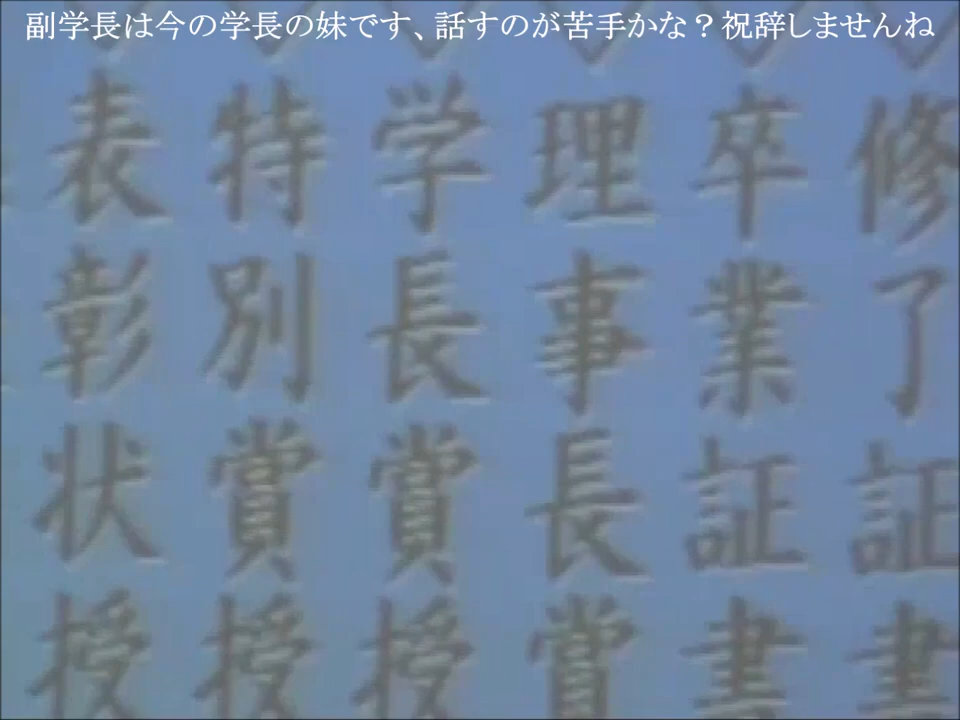 副学長は今の学長の妹です、話すのが苦手かな？祝辞しませんね
修了証書
卒業証書
理事長賞
学長賞授
特別賞授
表彰状授